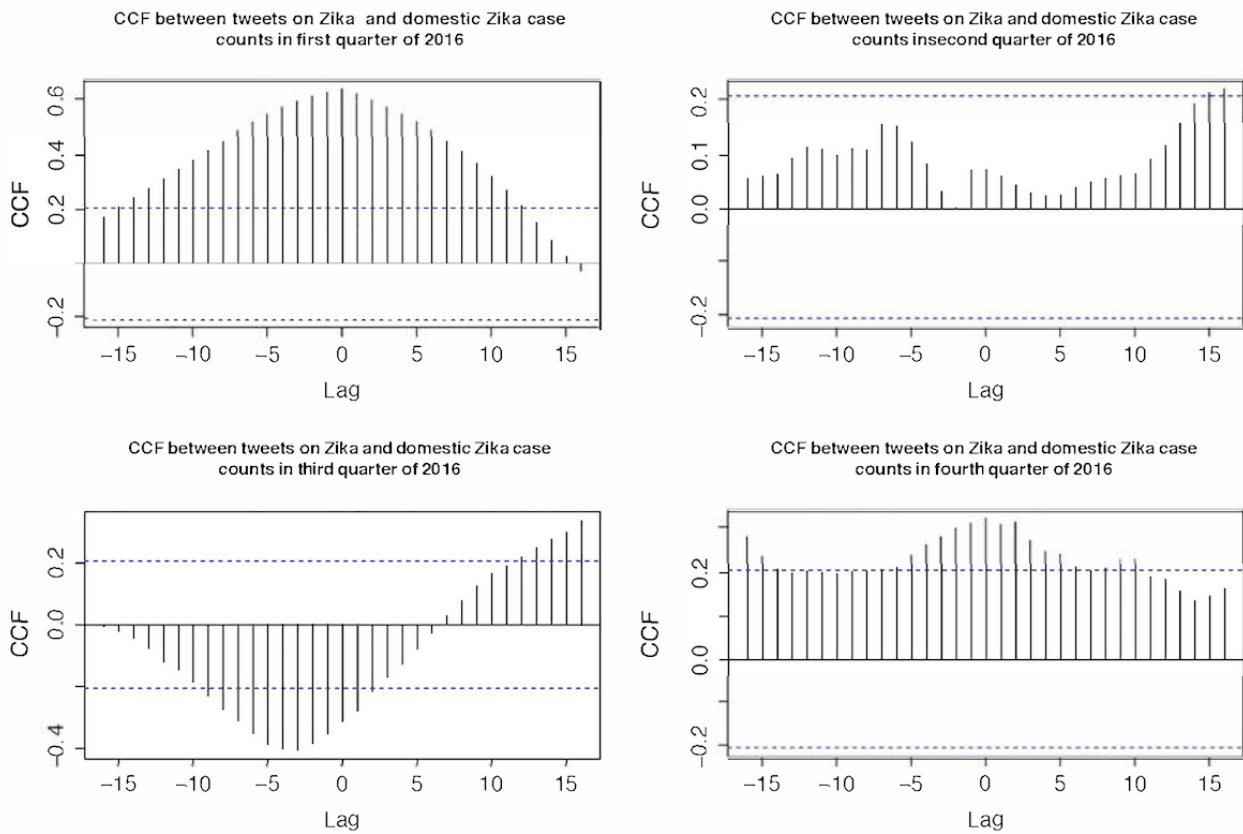 CCF between tweets on Zika and domestic Zika case
counts in first quarter of 2016
CCF
0.6
0.4
0.2
−0.2
−15
−10
−5
0
5
10
15
Lag
CCF between tweets on Zika and domestic Zika case
counts insecond quarter of 2016
CCF
0.2
0.1
0.0
−0.2
−15
−10
−5
0
5
10
15
Lag
CCF between tweets on Zika and domestic Zika case
counts in third quarter of 2016
CCF
0.2
0.0
−0.4
−15
−10
−5
0
5
10
15
Lag
CCF between tweets on Zika and domestic Zika case
counts in fourth quarter of 2016
CCF
0.2
0.0
−0.2
−15
−10
−5
0
5
10
15
Lag